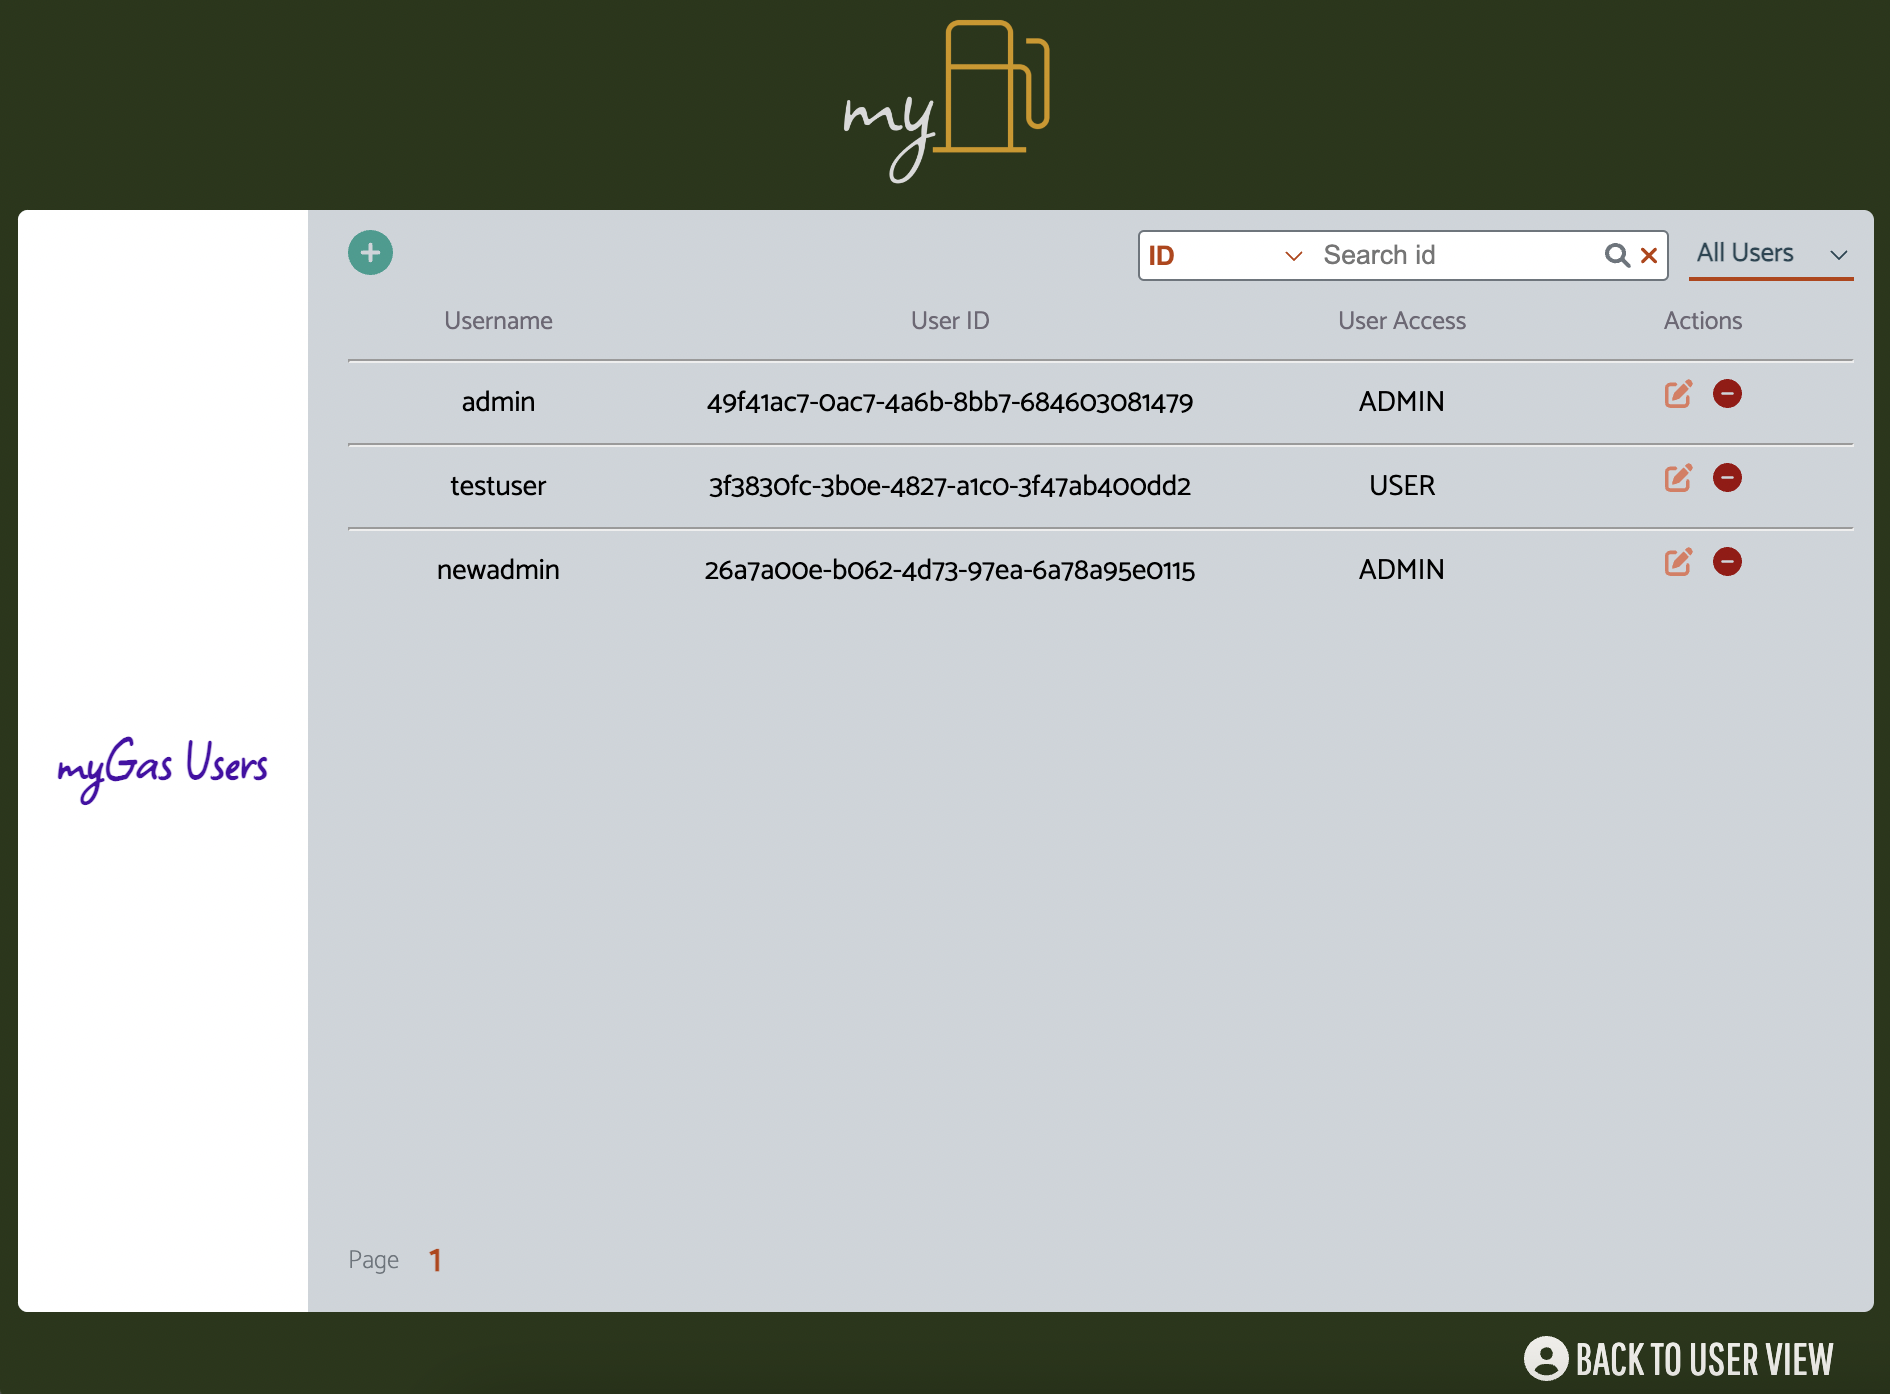 my
ID Search id All Users
Username User ID User Access Actions
admin 49f41ac7-0ac7-4a6b-8bb7-684603081479 ADMIN
testuser 3f3830fc-3b0e-4827-a1c0-3f47ab400dd2 USER
newadmin 26a7a00e-b062-4d73-97ea-6a78a95e0115 ADMIN
myGas Users
Page 1
BACK TO USER VIEW